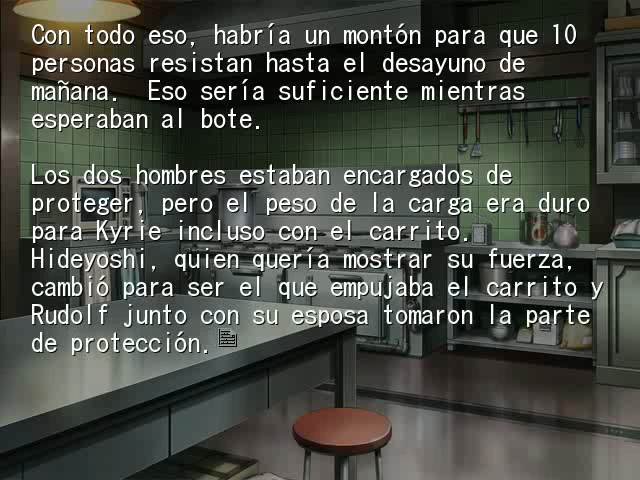 Con todo eso, habría un montón para que 10
personas resistan hasta el desayuno de
mañana.  Eso sería suficiente mientras
esperaban al bote.
Los dos hombres estaban encargados de
proteger, pero el peso de la carga era duro
para Kyrie incluso con el carrito.
Hideyoshi, quien quería mostrar su fuerza,
cambió para ser el que empujaba el carrito y
Rudolf junto con su esposa tomaron la parte
de protección.